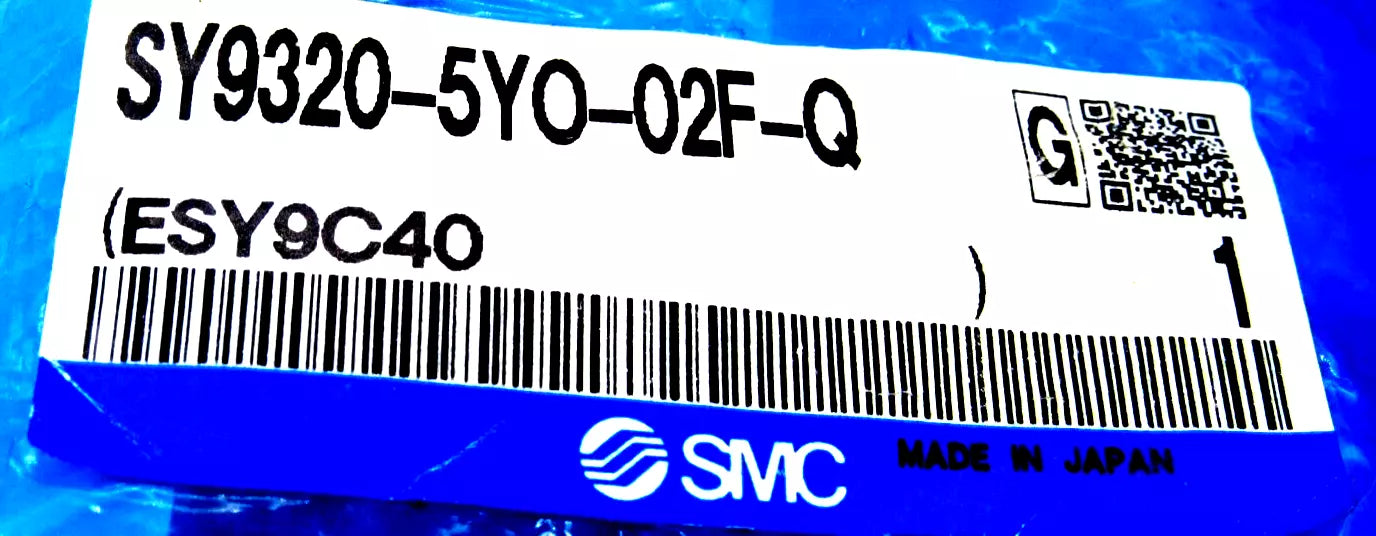 SY9320-5YO-02F-Q
G
(ESY9C40 )
1
SMC
MADE IN JAPAN